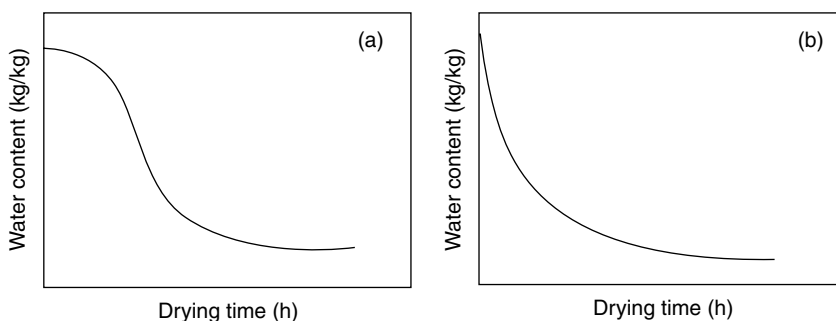 (a)
Water content (kg/kg)
Drying time (h)
(b)
Water content (kg/kg)
Drying time (h)